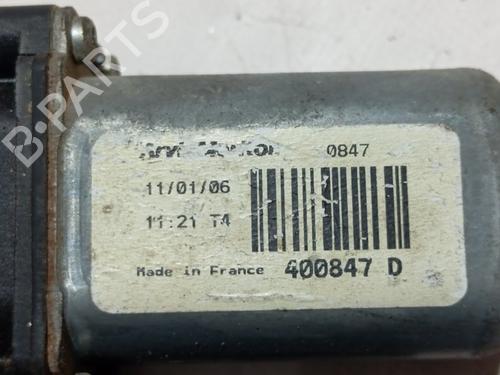 0847
11/01/06
11:21 T4
Made in France 400847 D
B-PARTS